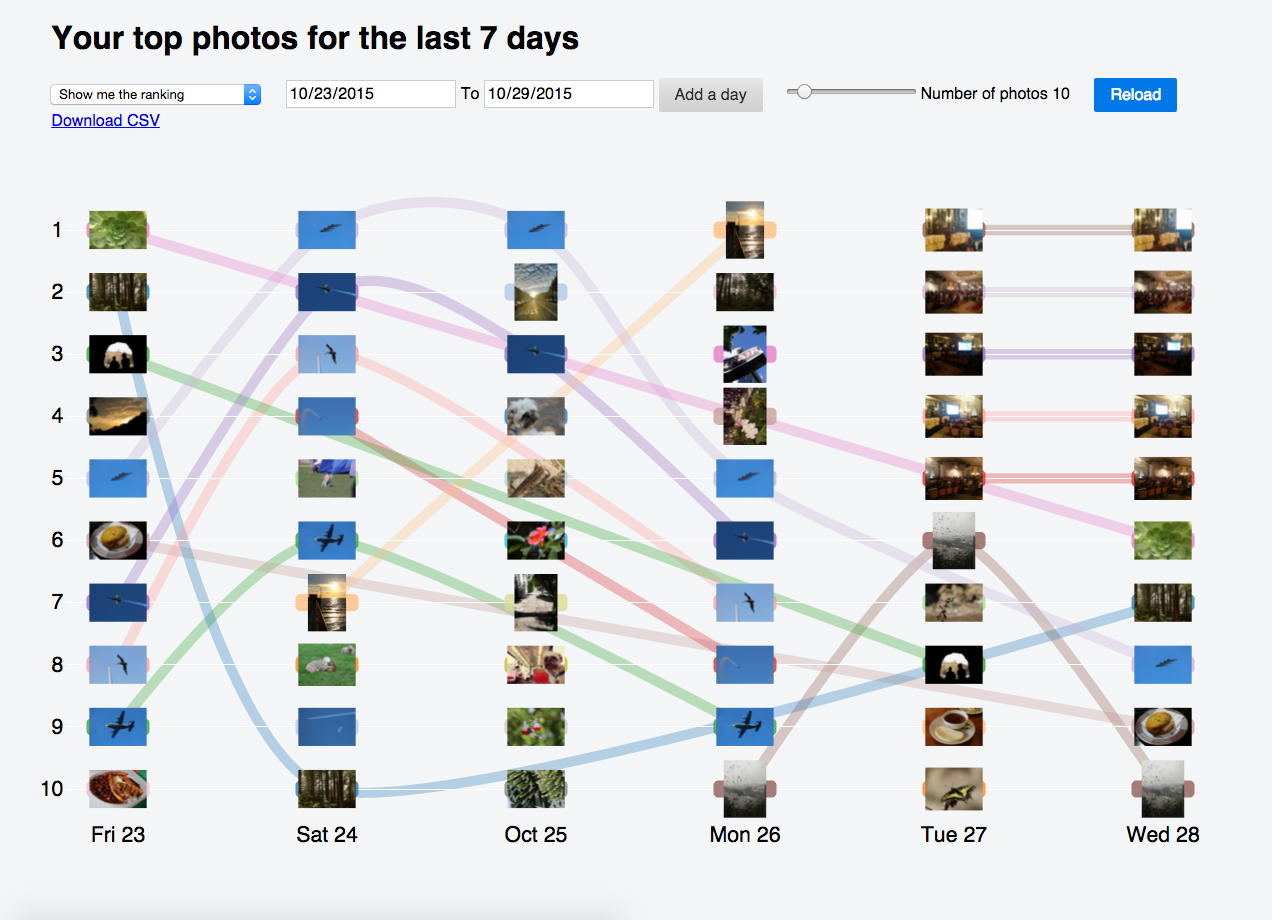 Your top photos for the last 7 days
Show me the ranking 10/23/2015 To 10/29/2015 Add a day Number of photos 10 Reload
Download CSV
1
2
3
4
5
6
7
8
9
10
Fri 23 Sat 24 Oct 25 Mon 26 Tue 27 Wed 28